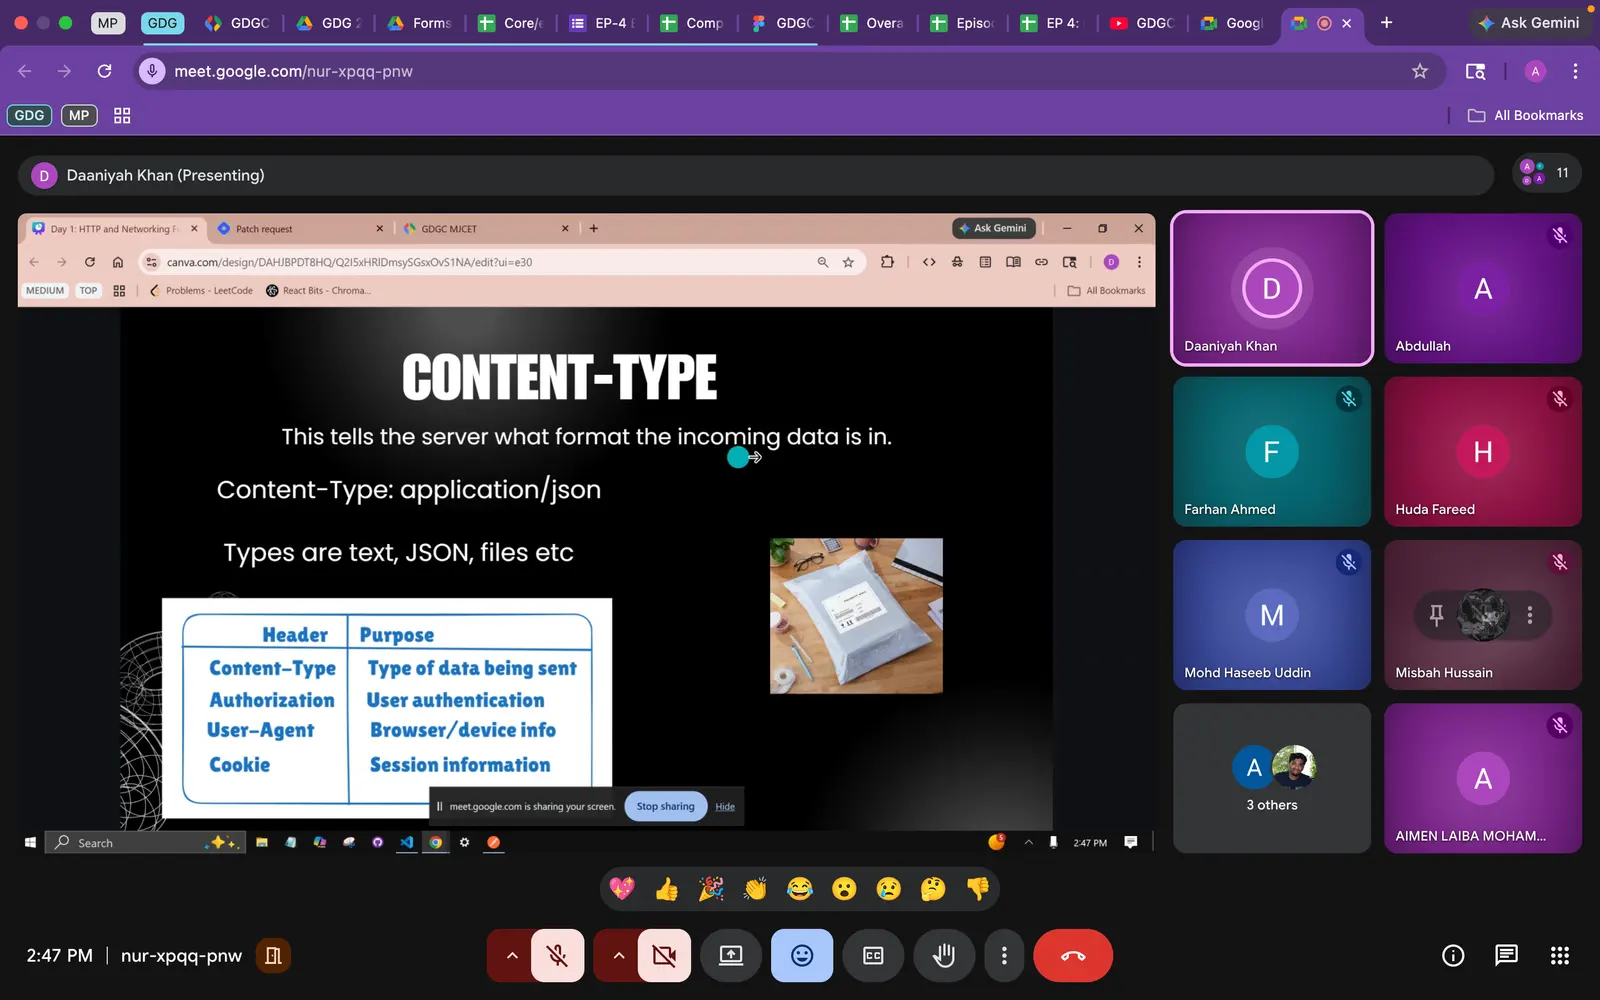 MP
GDG
GDGC
GDG 2
Forms
Core/e
EP-4 E
Comp
GDGC
Overa
Episo
EP 4:
GDGC
Googl
Ask Gemini
meet.google.com/nur-xpqq-pnw
A
GDG
MP
All Bookmarks
D
Daaniyah Khan (Presenting)
11
Day 1: HTTP and Networking F
Patch request
GDGC MJCET
Ask Gemini
canva.com/design/DAHJBPDT8HQ/Q2I5xHRIDmsySGsxOvS1NA/edit?ui=e30
D
MEDIUM
TOP
Problems - LeetCode
React Bits - Chroma...
All Bookmarks
CONTENT-TYPE
This tells the server what format the incoming data is in.
Content-Type: application/json
Types are text, JSON, files etc
Header Purpose
Content-Type Type of data being sent
Authorization User authentication
User-Agent Browser/device info
Cookie Session information
meet.google.com is sharing your screen.
Stop sharing
Hide
Search
2:47 PM
D
Daaniyah Khan
A
Abdullah
F
Farhan Ahmed
H
Huda Fareed
M
Mohd Haseeb Uddin
Misbah Hussain
A
3 others
A
AIMEN LAIBA MOHAM...
2:47 PM
nur-xpqq-pnw